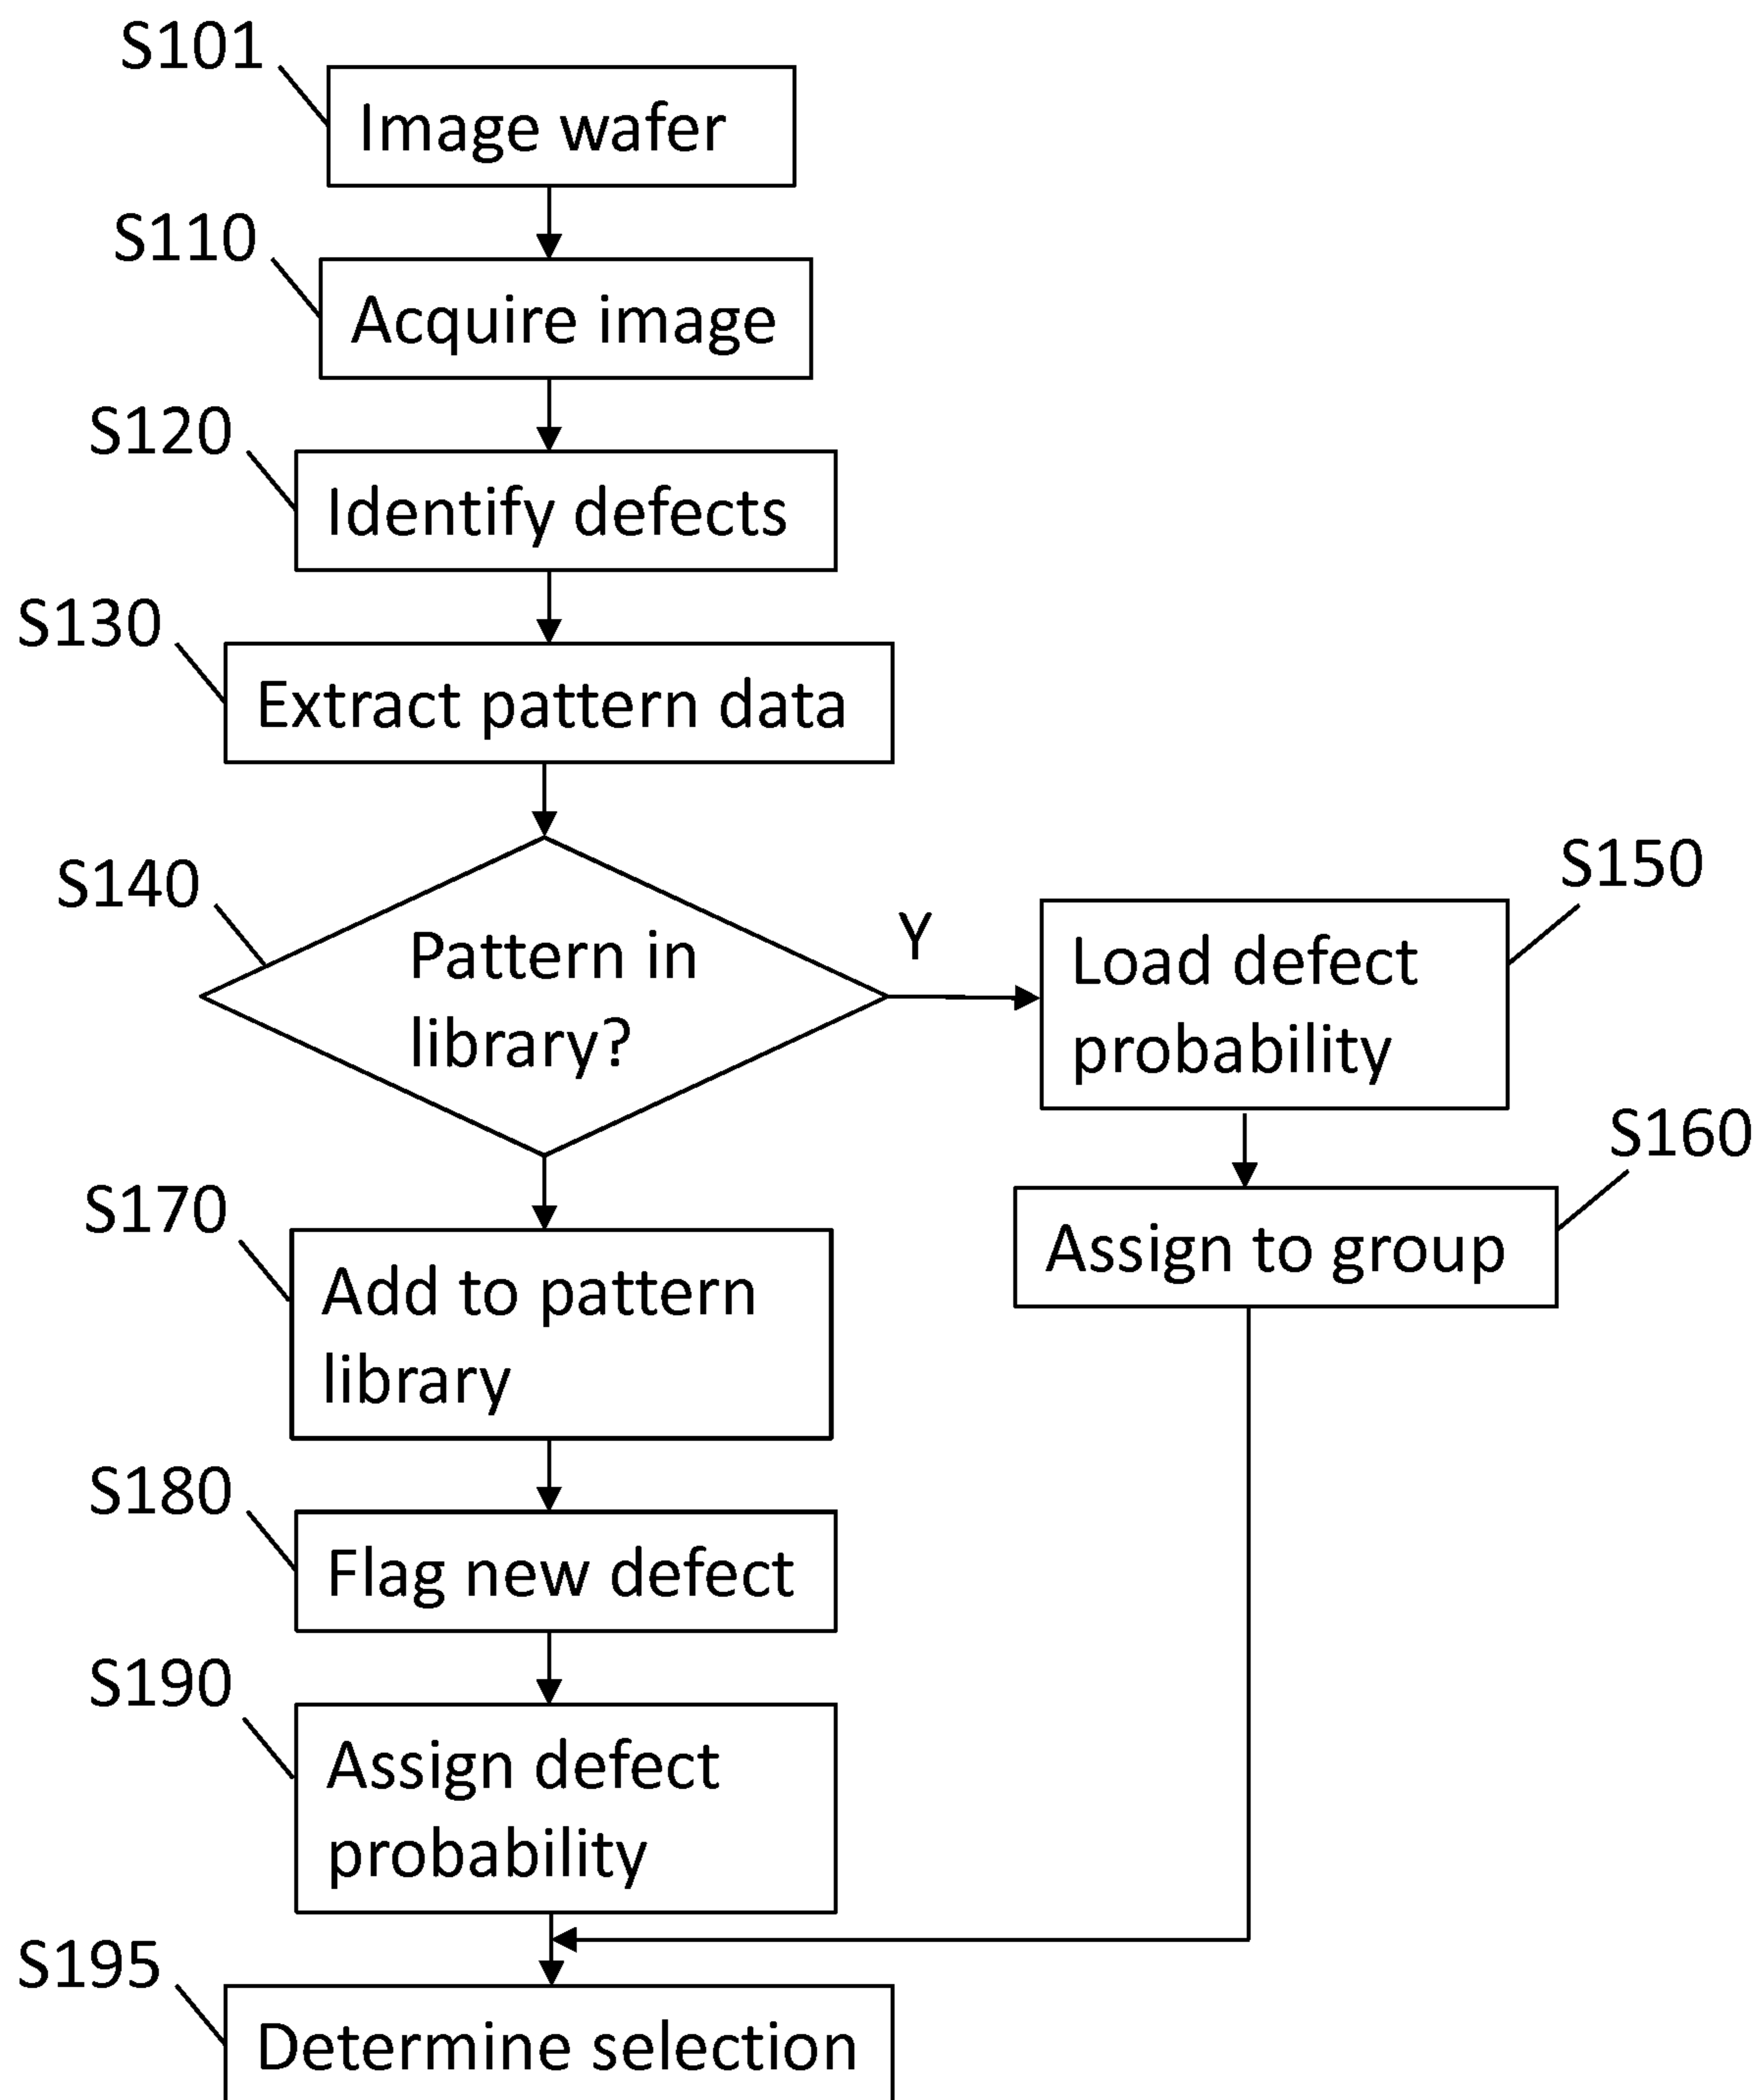 S101
Image wafer
S110
Acquire image
S120
Identify defects
S130
Extract pattern data
S140
Pattern in
library?
Y
S150
Load defect
probability
S160
Assign to group
S170
Add to pattern
library
S180
Flag new defect
S190
Assign defect
probability
S195
Determine selection